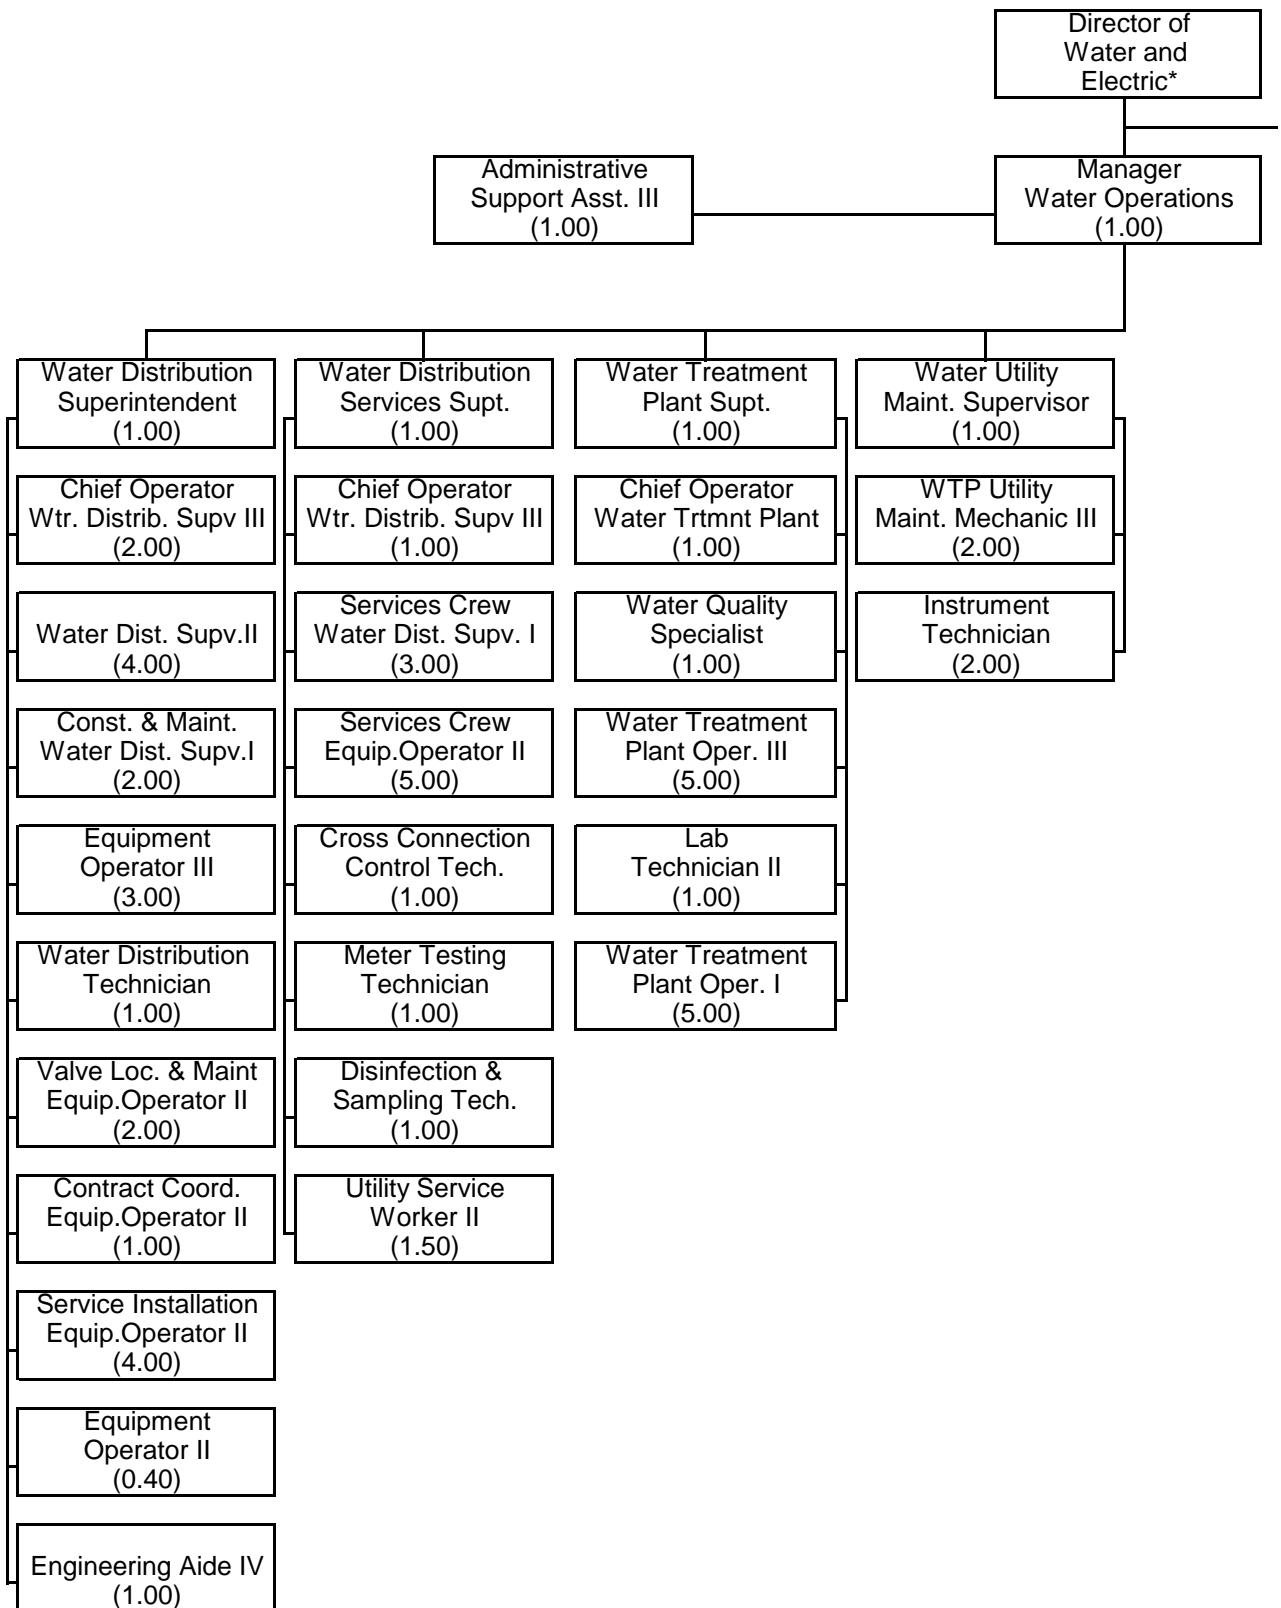 Director of
Water and
Electric*
Administrative
Support Asst. III
(1.00)
Manager
Water Operations
(1.00)
Water Distribution
Superintendent
(1.00)
Chief Operator
Wtr. Distrib. Supv III
(2.00)
Water Dist. Supv.II
(4.00)
Const. & Maint.
Water Dist. Supv.I
(2.00)
Equipment
Operator III
(3.00)
Water Distribution
Technician
(1.00)
Valve Loc. & Maint
Equip.Operator II
(2.00)
Contract Coord.
Equip.Operator II
(1.00)
Service Installation
Equip.Operator II
(4.00)
Equipment
Operator II
(0.40)
Engineering Aide IV
(1.00)
Water Distribution
Services Supt.
(1.00)
Chief Operator
Wtr. Distrib. Supv III
(1.00)
Services Crew
Water Dist. Supv. I
(3.00)
Services Crew
Equip.Operator II
(5.00)
Cross Connection
Control Tech.
(1.00)
Meter Testing
Technician
(1.00)
Disinfection &
Sampling Tech.
(1.00)
Utility Service
Worker II
(1.50)
Water Treatment
Plant Supt.
(1.00)
Chief Operator
Water Trtmnt Plant
(1.00)
Water Quality
Specialist
(1.00)
Water Treatment
Plant Oper. III
(5.00)
Lab
Technician II
(1.00)
Water Treatment
Plant Oper. I
(5.00)
Water Utility
Maint. Supervisor
(1.00)
WTP Utility
Maint. Mechanic III
(2.00)
Instrument
Technician
(2.00)